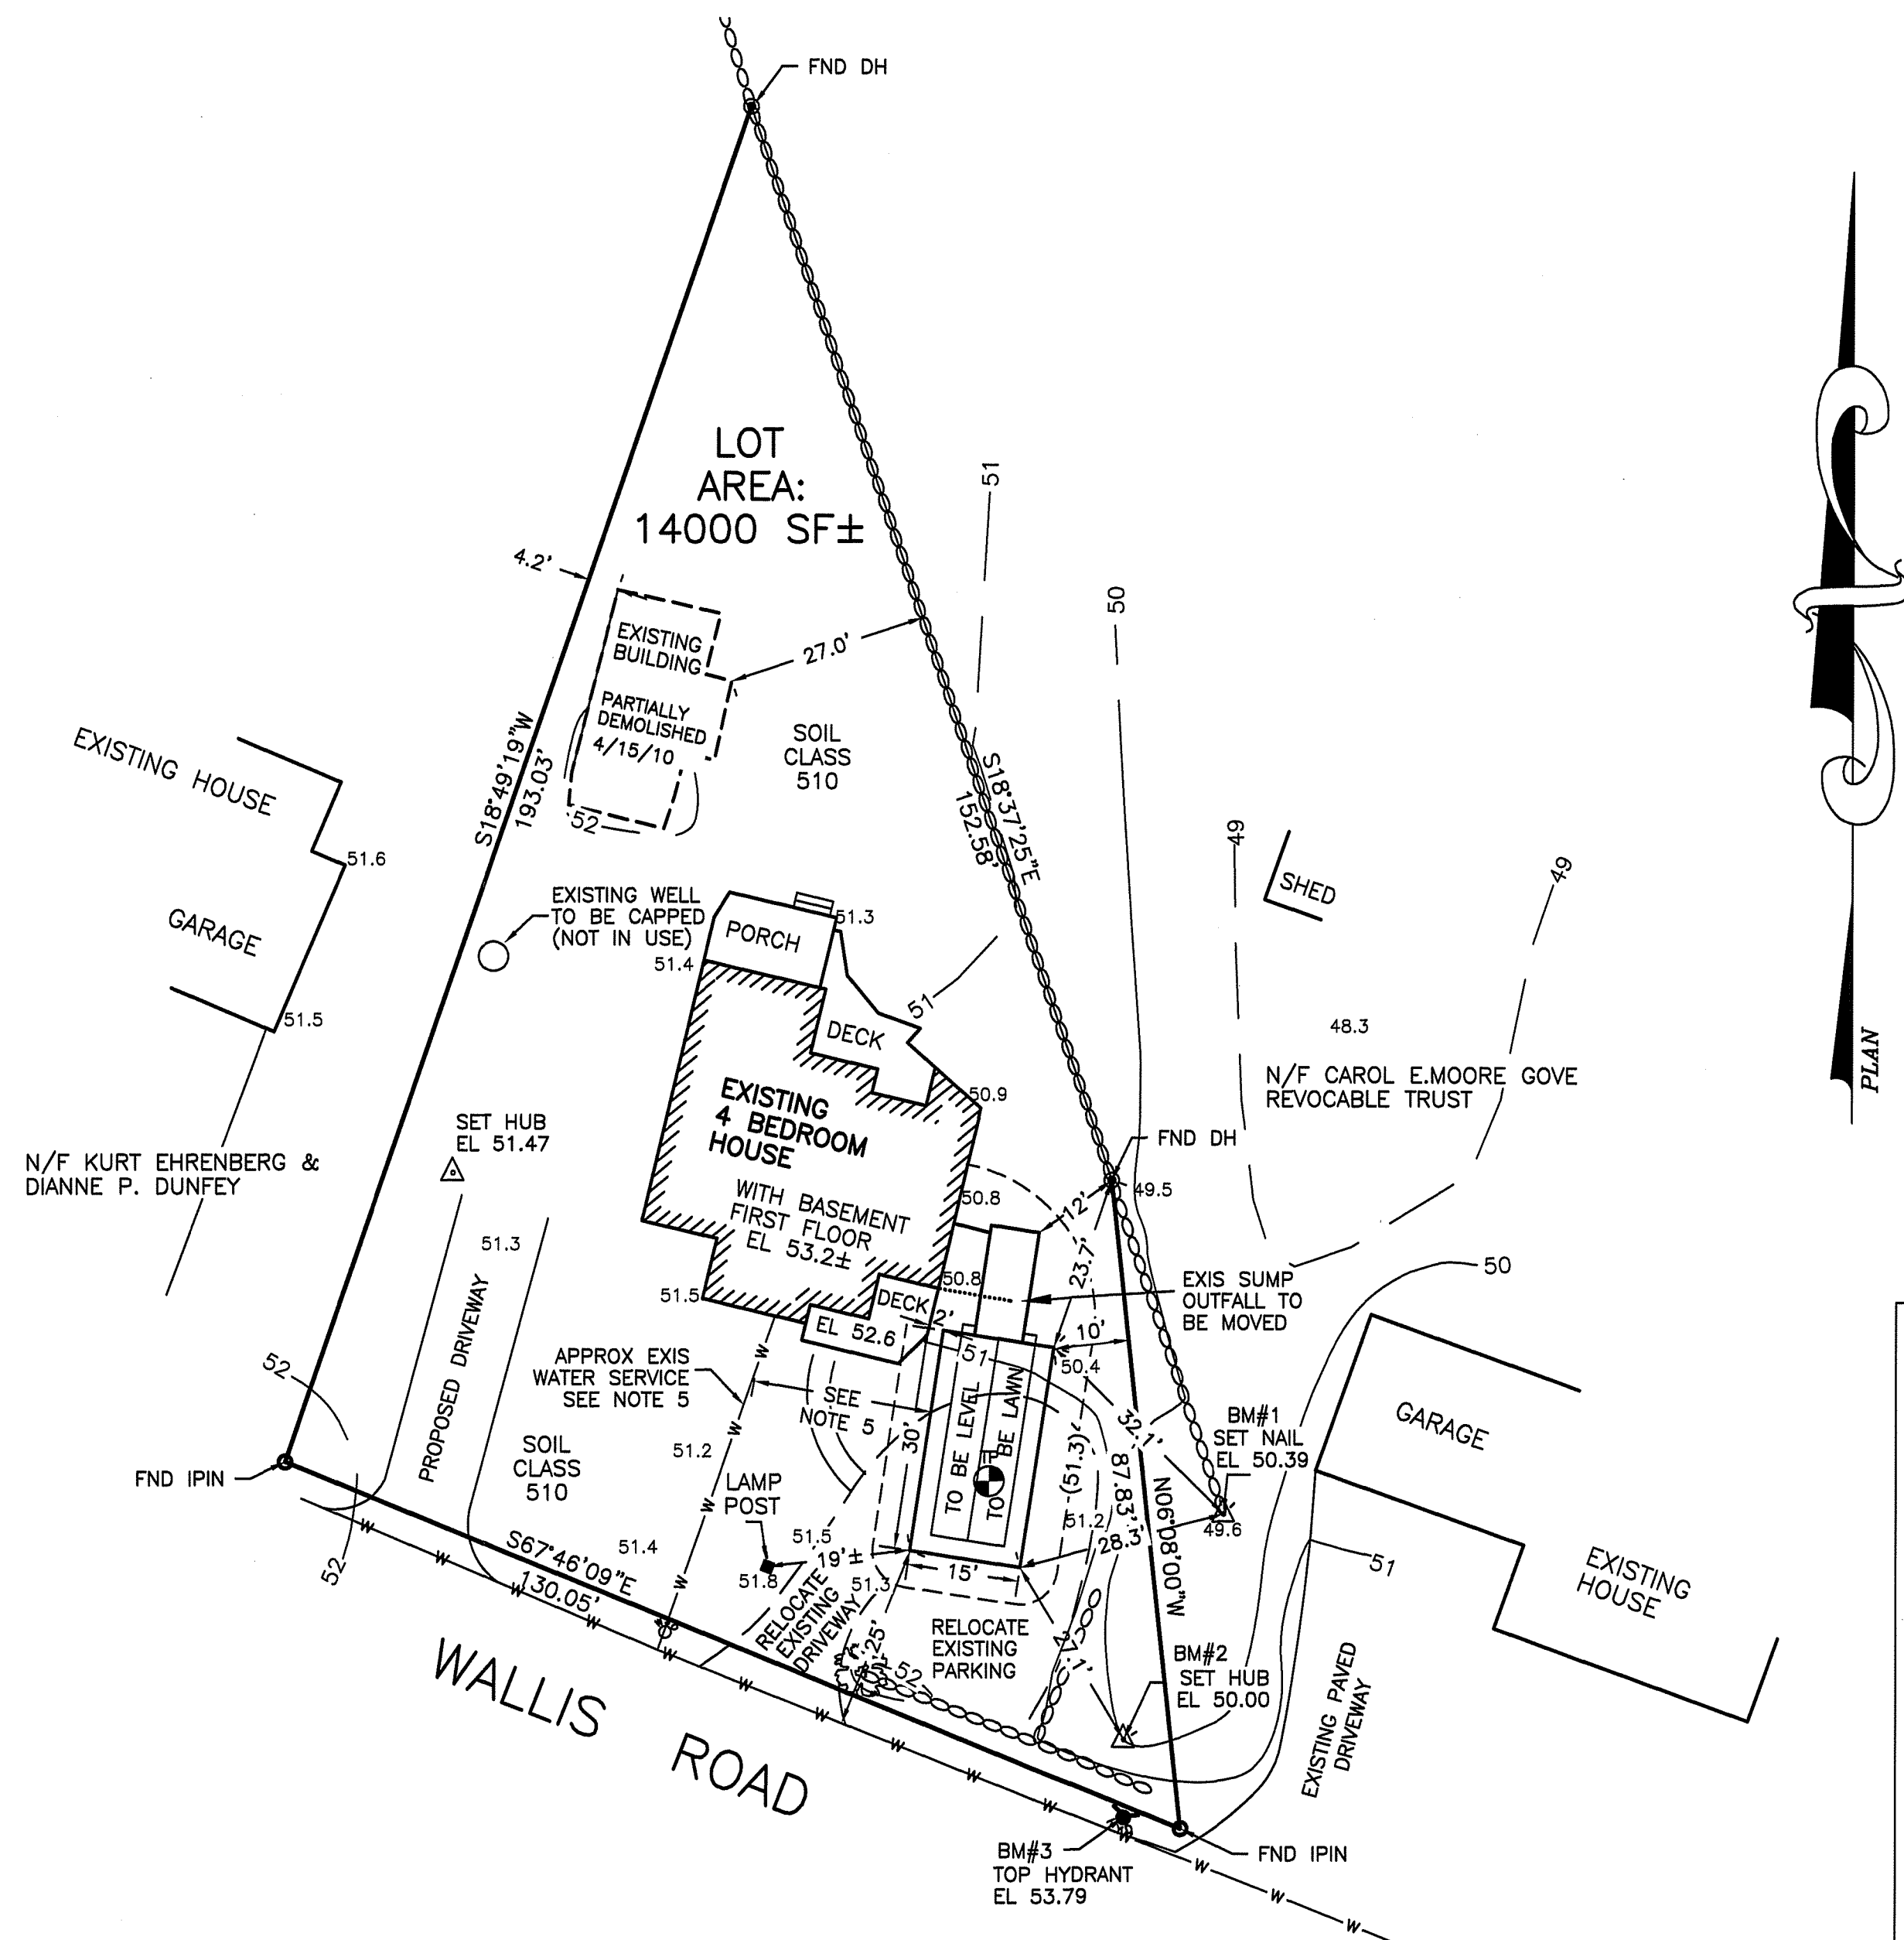 FND DH
LOT
AREA:
14000 SF±
4.2'
51
50
27.0'
EXISTING
BUILDING
PARTIALLY
DEMOLISHED
4/15/10
52
SOIL
CLASS
510
S18°49'19"W
193.03'
S18°37'25"E
152.58'
EXISTING HOUSE
51.6
GARAGE
51.5
49
SHED
49
EXISTING WELL
TO BE CAPPED
(NOT IN USE)
51.3
PORCH
51.4
51
DECK
48.3
N/F CAROL E.MOORE GOVE
REVOCABLE TRUST
PLAN
EXISTING
4 BEDROOM
HOUSE
50.9
SET HUB
EL 51.47
FND DH
N/F KURT EHRENBERG &
DIANNE P. DUNFEY
WITH BASEMENT
FIRST FLOOR
EL 53.2±
50.8
12'
49.5
51.3
23.7'
50.8
50
51.5
DECK
EL 52.6
2'
EXIS SUMP
OUTFALL TO
BE MOVED
10'
51
50.4
52
PROPOSED DRIVEWAY
APPROX EXIS
WATER SERVICE
SEE NOTE 5
W
SEE
NOTE 5
30'
TO BE LEVEL
TO BE LAWN
TP
32.1'
BM#1
SET NAIL
EL 50.39
GARAGE
51.2
SOIL
CLASS
510
FND IPIN
W
LAMP
POST
W
(51.3)
87.83'
N06°08'00"W
51.2
49.6
28.3'
51.5
19'±
15'
51.4
W
51.8
51.3
51
EXISTING
HOUSE
52
W
W
S67°46'09"E
130.05'
W
W
RELOCATE
EXISTING
DRIVEWAY
25'
RELOCATE
EXISTING
PARKING
27.1'
52
BM#2
SET HUB
EL 50.00
EXISTING PAVED
DRIVEWAY
W
W
W
W
W
W
W
WALLIS ROAD
FND IPIN
BM#3
TOP HYDRANT
EL 53.79
W
W
W